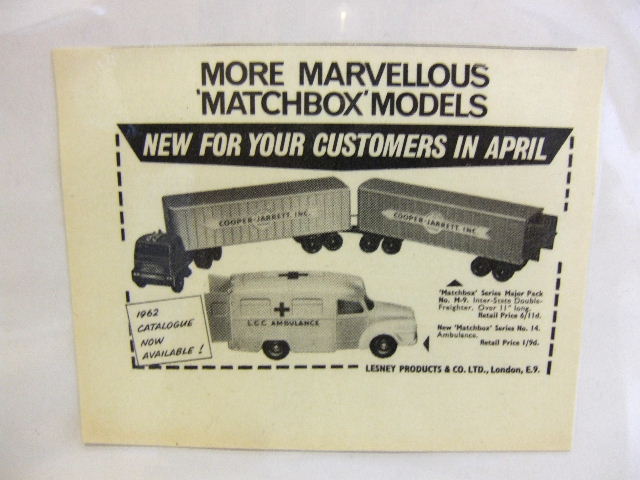 MORE MARVELLOUS
'MATCHBOX' MODELS
NEW FOR YOUR CUSTOMERS IN APRIL
COOPER-JARRETT, INC.
COOPER-JARRETT, INC.
'Matchbox' Series Major Pack
No. M-9. Inter-State Double-
Freighter. Over 11" long.
Retail Price 6/11d.
New 'Matchbox' Series No. 14.
Ambulance.
Retail Price 1/9d.
L.C.C. AMBULANCE
1962
CATALOGUE
NOW
AVAILABLE!
LESNEY PRODUCTS & CO. LTD., London, E.9.